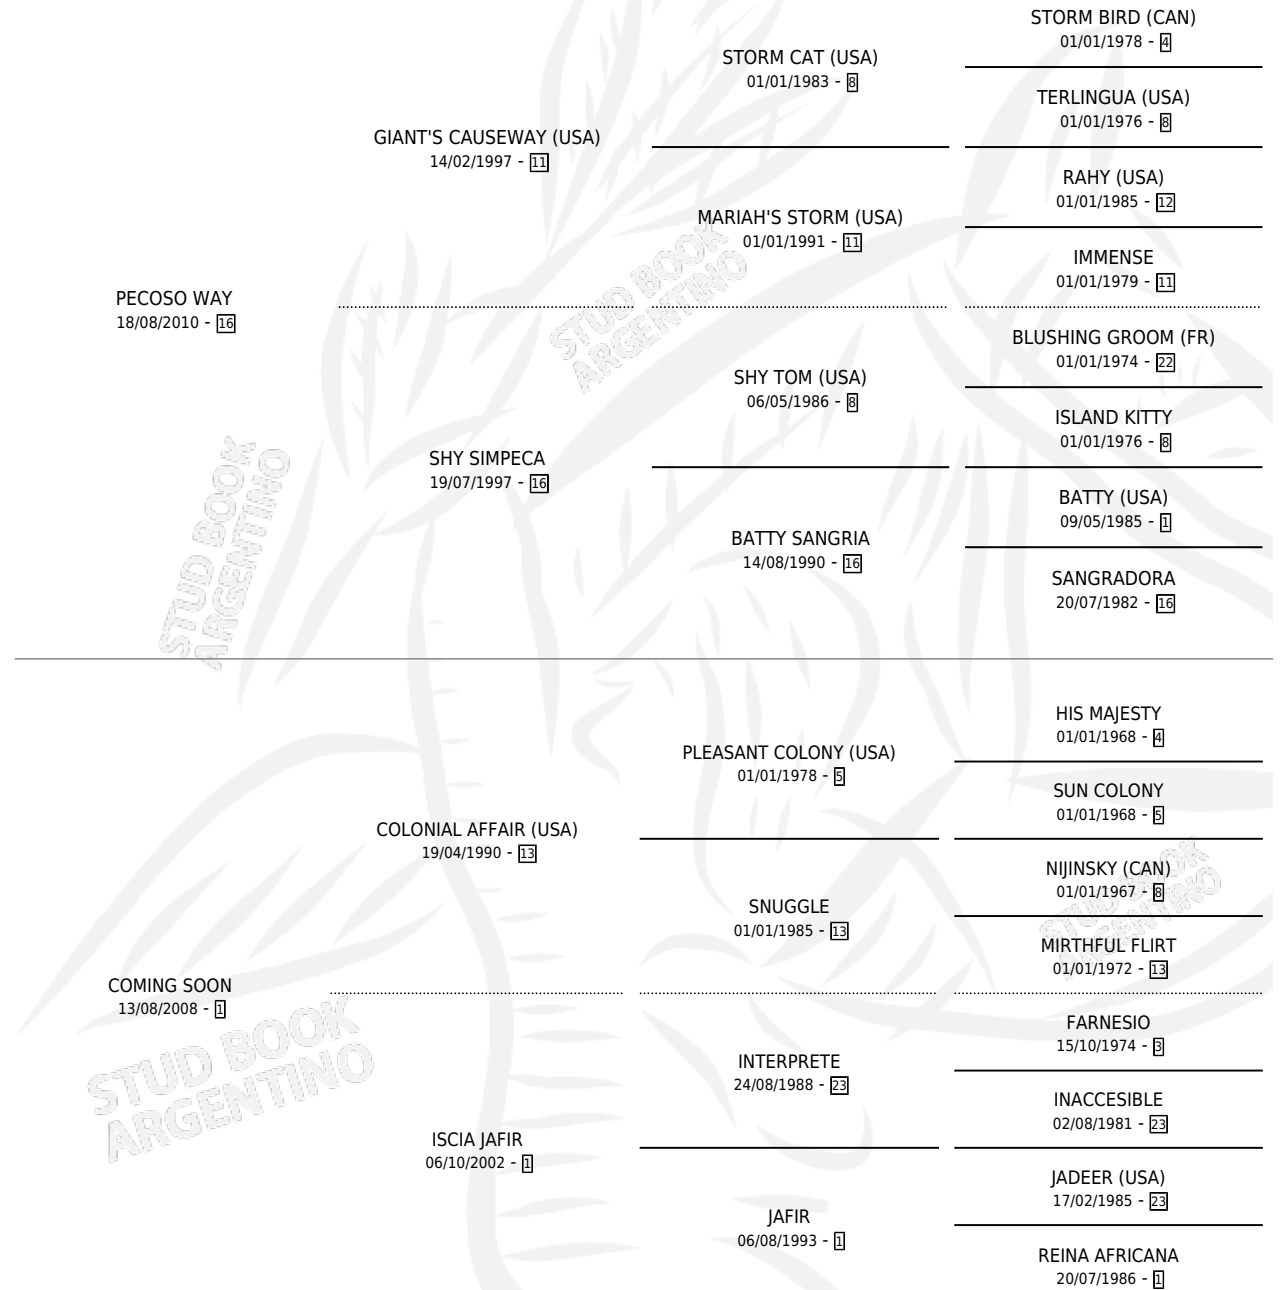 STORM BIRD (CAN)
01/01/1978 - 4
STORM CAT (USA)
01/01/1983 - 8
TERLINGUA (USA)
01/01/1976 - 8
GIANT'S CAUSEWAY (USA)
14/02/1997 - 11
RAHY (USA)
01/01/1985 - 12
MARIAH'S STORM (USA)
01/01/1991 - 11
IMMENSE
01/01/1979 - 11
PECOSO WAY
18/08/2010 - 16
STUD BOOK
ARGENTINO
BLUSHING GROOM (FR)
01/01/1974 - 22
SHY TOM (USA)
06/05/1986 - 8
ISLAND KITTY
01/01/1976 - 8
SHY SIMPECA
19/07/1997 - 16
BATTY (USA)
09/05/1985 - 1
BATTY SANGRIA
14/08/1990 - 16
SANGRADORA
20/07/1982 - 16
STUD BOOK
ARGENTINO
HIS MAJESTY
01/01/1968 - 4
PLEASANT COLONY (USA)
01/01/1978 - 5
SUN COLONY
01/01/1968 - 5
COLONIAL AFFAIR (USA)
19/04/1990 - 13
NIJINSKY (CAN)
01/01/1967 - 8
SNUGGLE
01/01/1985 - 13
MIRTHFUL FLIRT
01/01/1972 - 13
STUD BOOK
ARGENTINO
COMING SOON
13/08/2008 - 1
FARNESIO
15/10/1974 - 3
INTERPRETE
24/08/1988 - 23
INACCESIBLE
02/08/1981 - 23
STUD BOOK
ARGENTINO
ISCIA JAFIR
06/10/2002 - 1
JADEER (USA)
17/02/1985 - 23
JAFIR
06/08/1993 - 1
REINA AFRICANA
20/07/1986 - 1